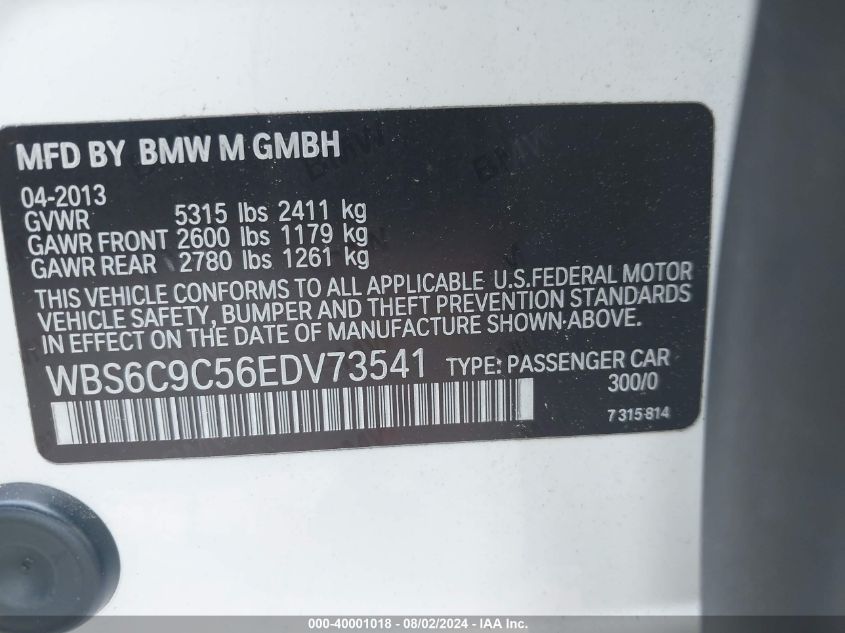 MFD BY BMW M GMBH
04-2013
GVWR 5315 lbs 2411 kg
GAWR FRONT 2600 lbs 1179 kg
GAWR REAR 2780 lbs 1261 kg
THIS VEHICLE CONFORMS TO ALL APPLICABLE U.S.FEDERAL MOTOR
VEHICLE SAFETY, BUMPER AND THEFT PREVENTION STANDARDS
IN EFFECT ON THE DATE OF MANUFACTURE SHOWN ABOVE.
WBS6C9C56EDV73541 TYPE: PASSENGER CAR
300/0
7 315 814
000-40001018 - 08/02/2024 - IAA Inc.